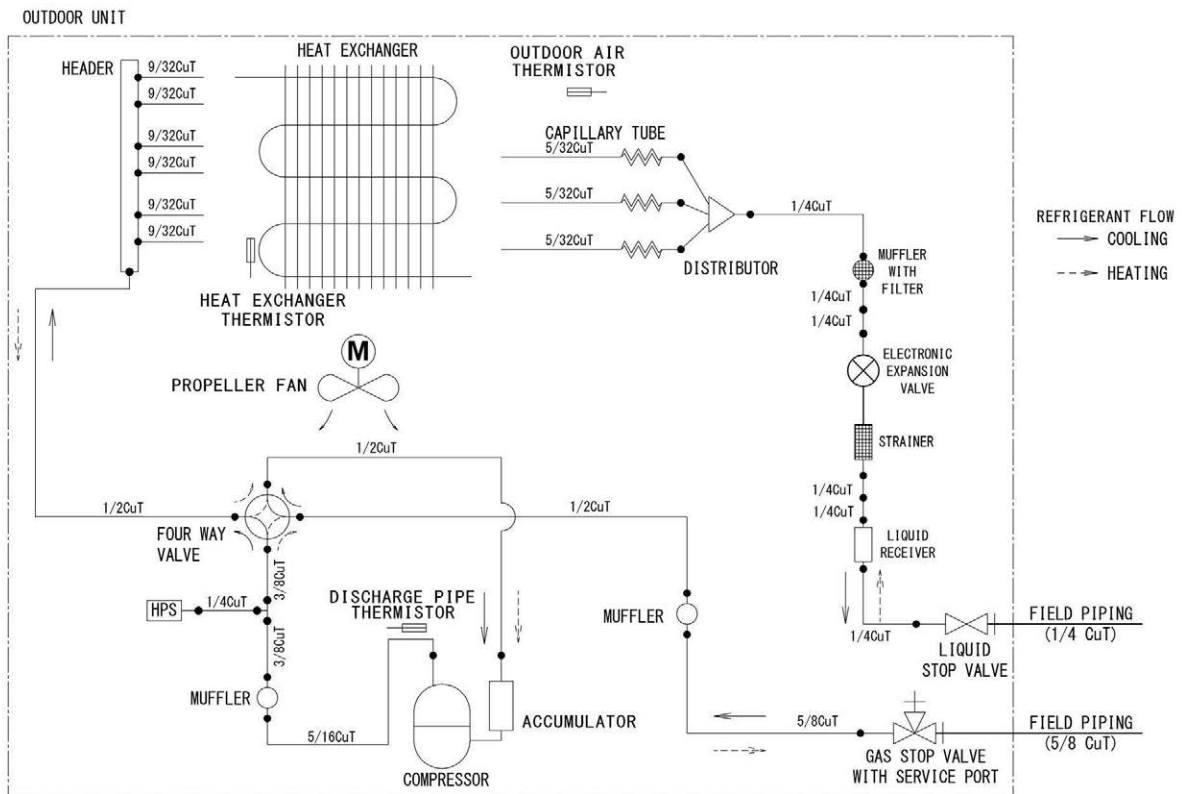 OUTDOOR UNIT
HEADER
9/32CuT
9/32CuT
9/32CuT
9/32CuT
9/32CuT
9/32CuT
HEAT EXCHANGER
OUTDOOR AIR
THERMISTOR
CAPILLARY TUBE
5/32CuT
5/32CuT
5/32CuT
DISTRIBUTOR
1/4CuT
REFRIGERANT FLOW
COOLING
HEATING
MUFFLER
WITH
FILTER
1/4CuT
1/4CuT
HEAT EXCHANGER
THERMISTOR
M
PROPELLER FAN
ELECTRONIC
EXPANSION
VALVE
STRAINER
1/4CuT
1/4CuT
LIQUID
RECEIVER
1/2CuT
1/2CuT
1/2CuT
FOUR WAY
VALVE
3/8CuT
HPS
1/4CuT
3/8CuT
DISCHARGE PIPE
THERMISTOR
MUFFLER
MUFFLER
5/16CuT
ACCUMULATOR
COMPRESSOR
1/4CuT
LIQUID
STOP VALVE
FIELD PIPING
(1/4 CuT)
5/8CuT
GAS STOP VALVE
WITH SERVICE PORT
FIELD PIPING
(5/8 CuT)